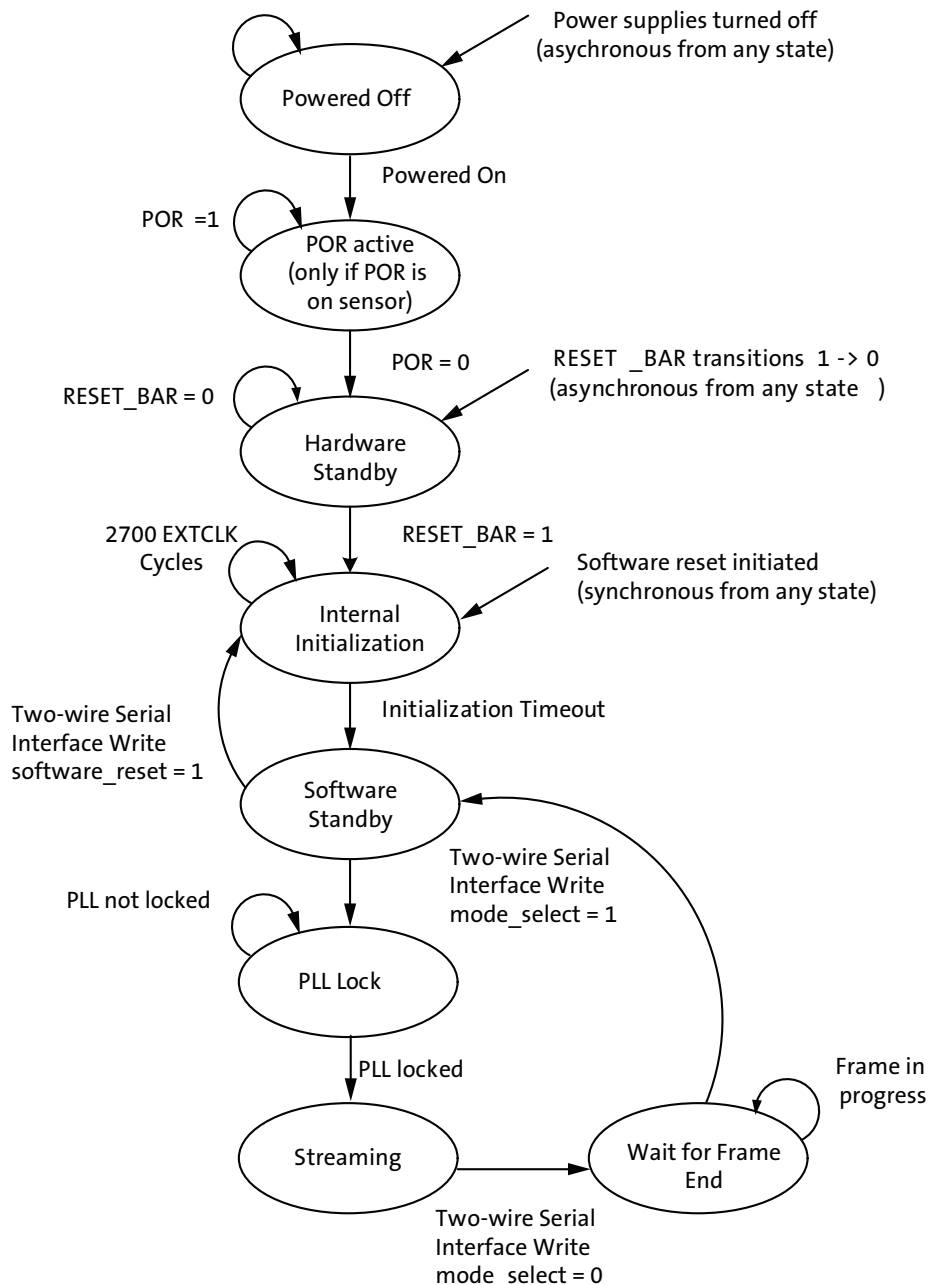 Power supplies turned off
(asychronous from any state)
Powered Off
Powered On
POR =1
POR active
(only if POR is
on sensor)
POR = 0
RESET _BAR transitions 1 -> 0
(asynchronous from any state )
RESET_BAR = 0
Hardware
Standby
2700 EXTCLK
Cycles
RESET_BAR = 1
Software reset initiated
(synchronous from any state)
Internal
Initialization
Initialization Timeout
Two-wire Serial
Interface Write
software_reset = 1
Software
Standby
Two-wire Serial
Interface Write
mode_select = 1
PLL not locked
PLL Lock
PLL locked
Frame in
progress
Streaming
Wait for Frame
End
Two-wire Serial
Interface Write
mode_select = 0